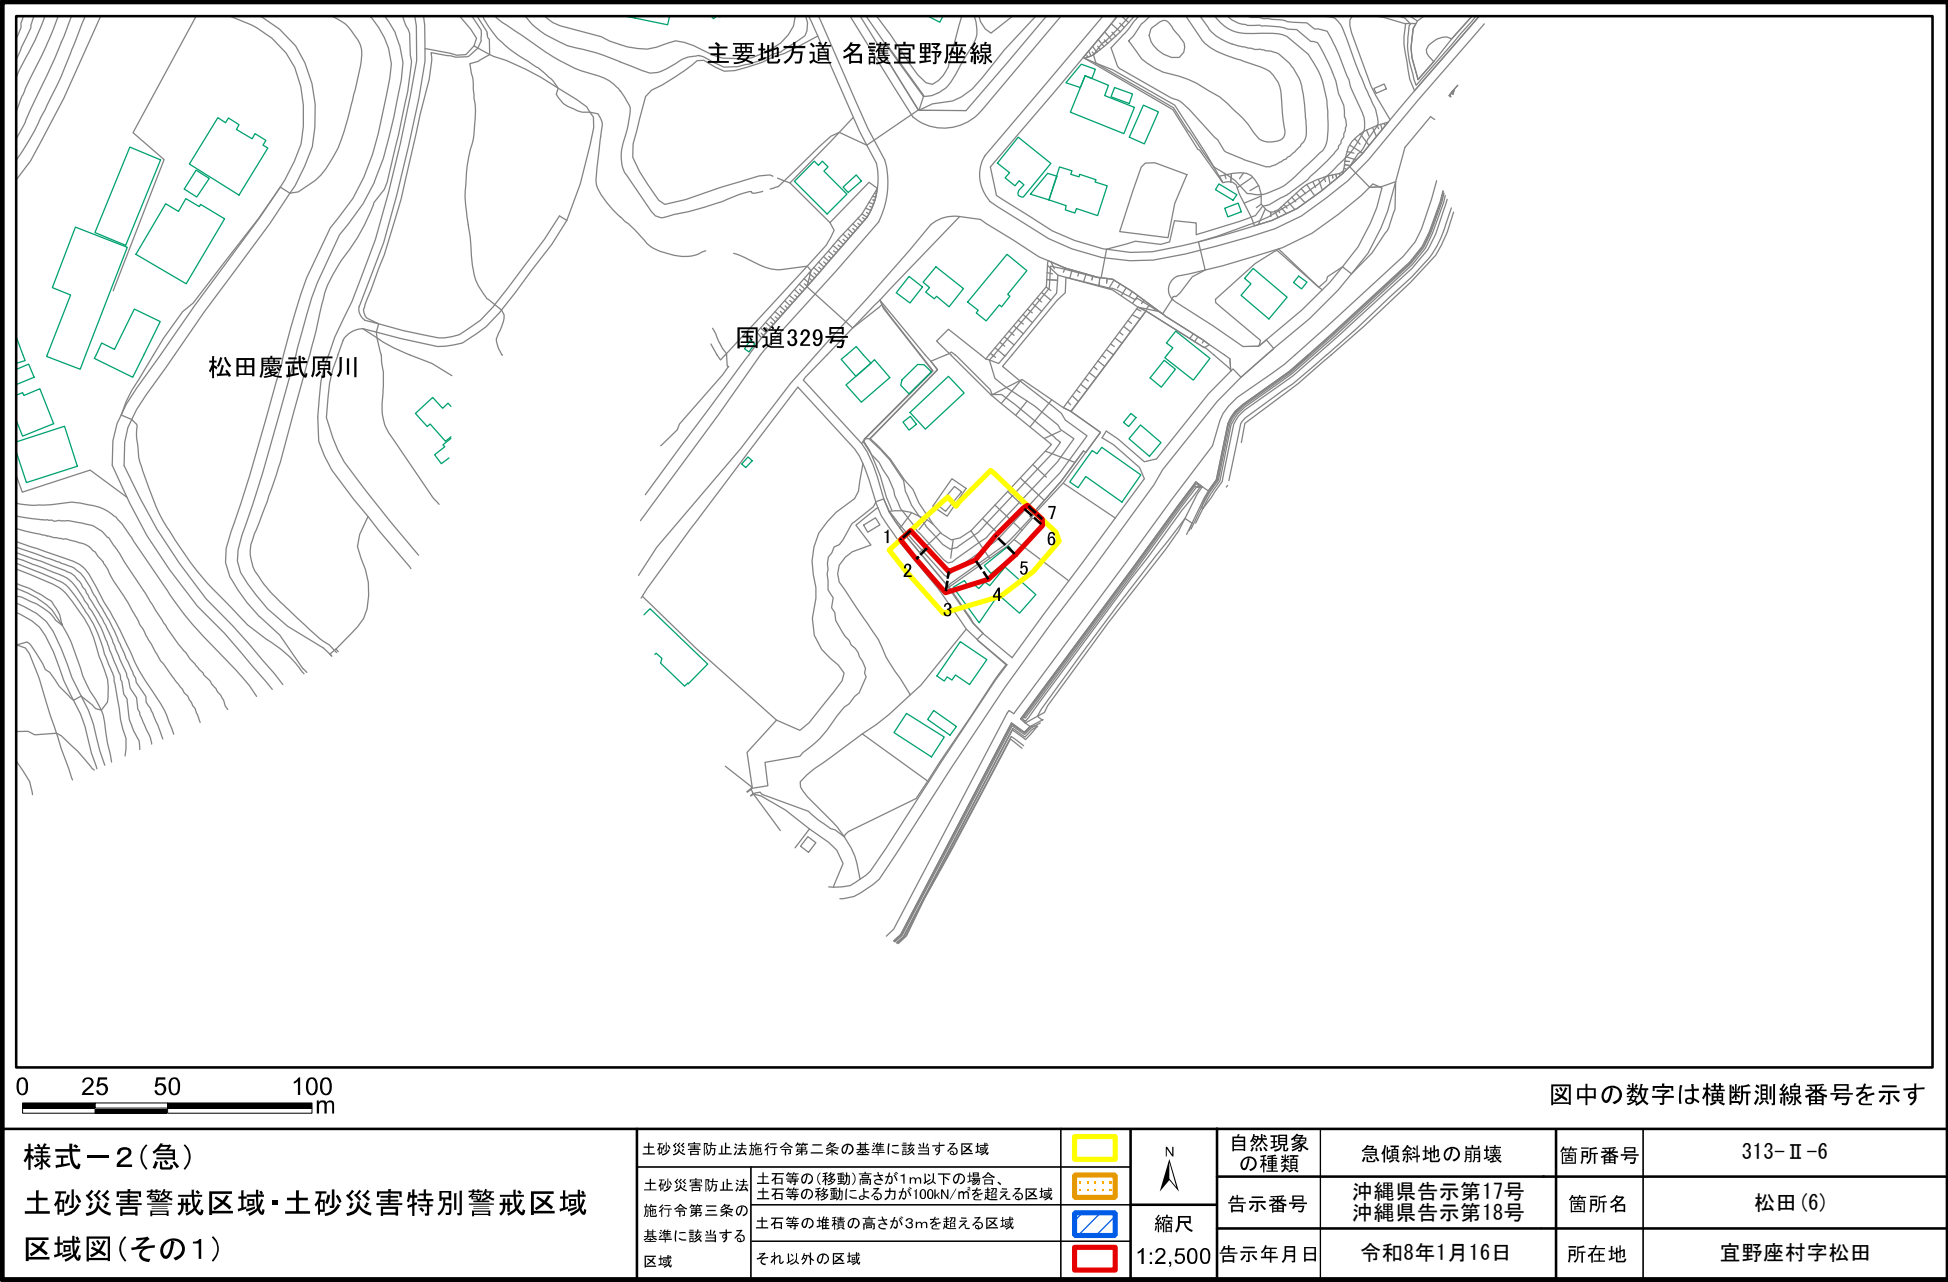 主要地方道 名護宜野座線
国道329号
松田慶武原川
1
2
3
4
5
6
7
0 25 50 100
m
図中の数字は横断測線番号を示す
様式－2(急)
土砂災害警戒区域・土砂災害特別警戒区域
区域図(その1)
土砂災害防止法施行令第二条の基準に該当する区域
土砂災害防止法
施行令第三条の
基準に該当する
区域
土石等の(移動)高さが1m以下の場合、
土石等の移動による力が100kN/㎡を超える区域
土石等の堆積の高さが3mを超える区域
それ以外の区域
N
縮尺
1:2,500
自然現象
の種類
急傾斜地の崩壊
箇所番号
313-Ⅱ-6
告示番号
沖縄県告示第17号
沖縄県告示第18号
箇所名
松田(6)
告示年月日
令和8年1月16日
所在地
宜野座村字松田